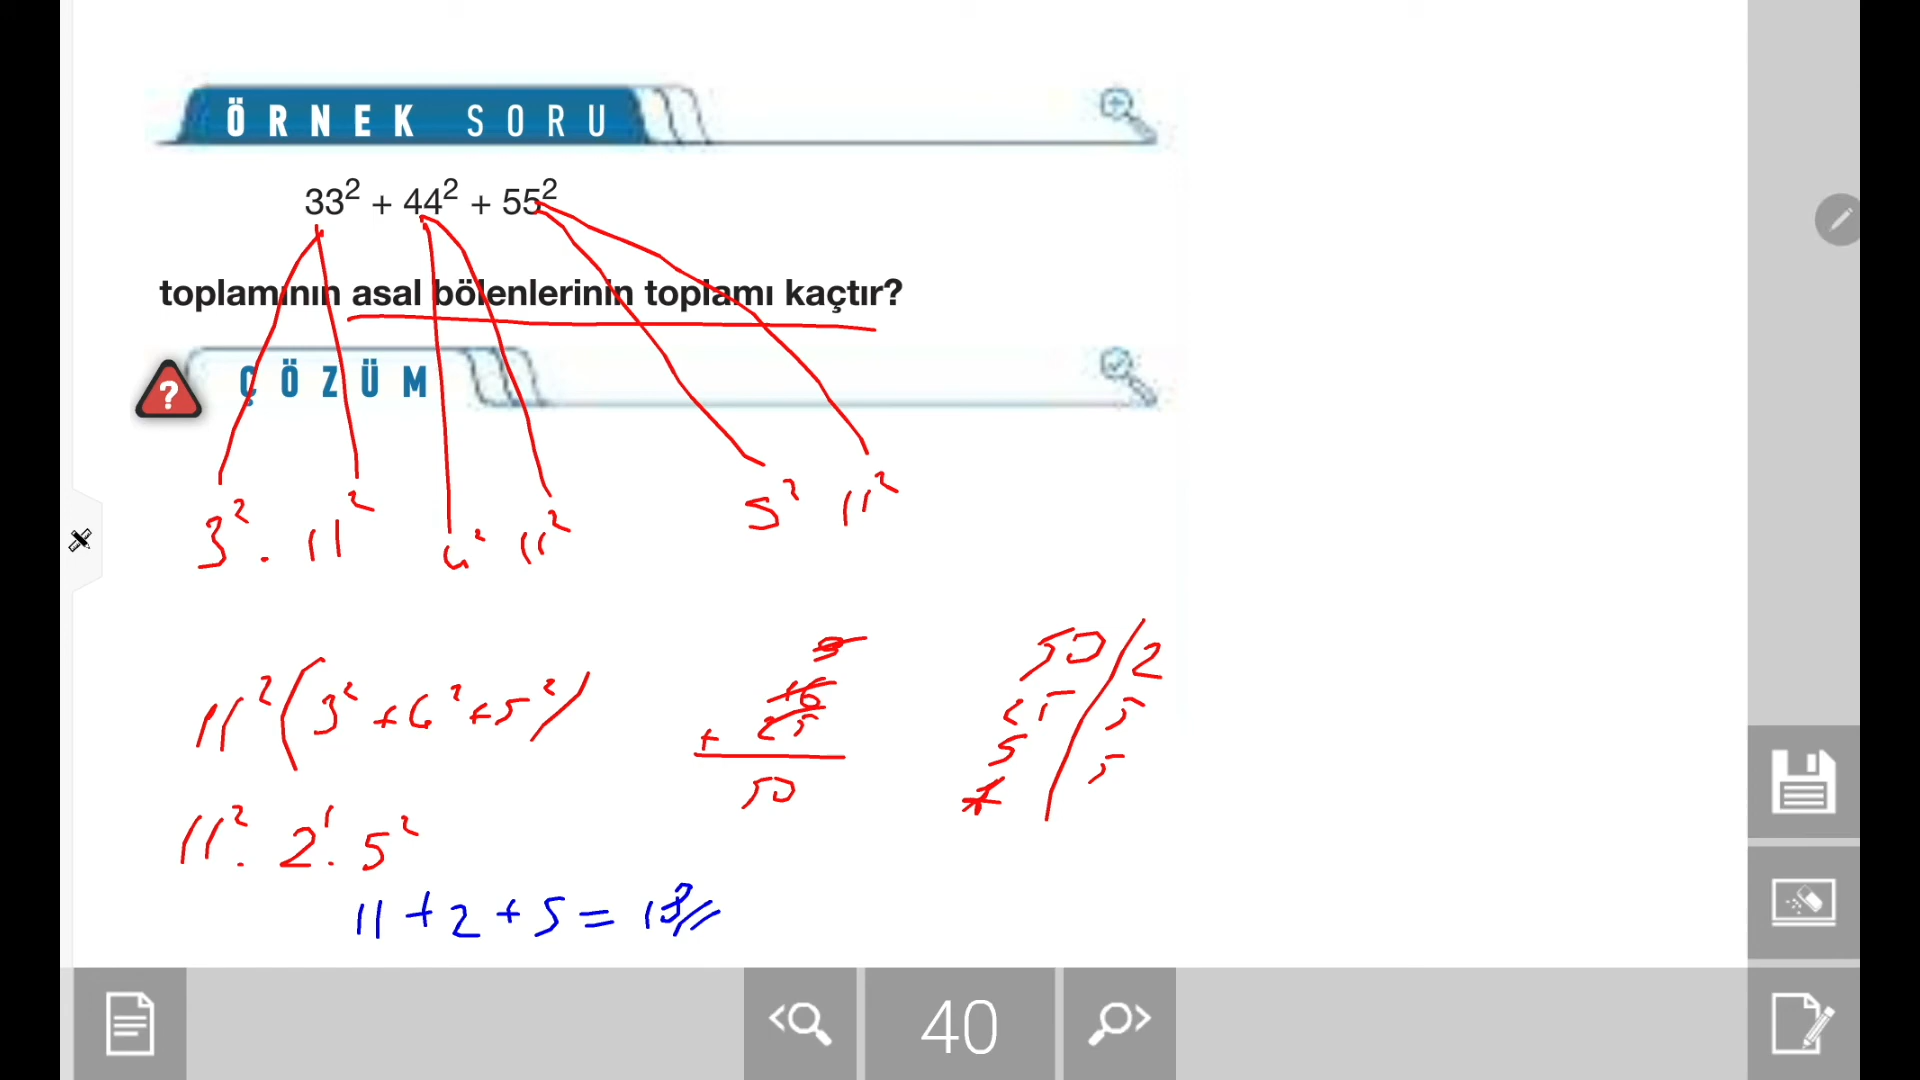 ÖRNEK SORU
33² + 44² + 55²
toplamının asal bölenlerinin toplamı kaçtır?
?
ÇÖZÜM
3² . 11² 4² 11² 5² 11²
11² (3² + 4² + 5²)
9
16
+ 25
50
50 / 2
25 5
5 5
1
11² . 2¹ . 5²
11 + 2 + 5 = 18
40